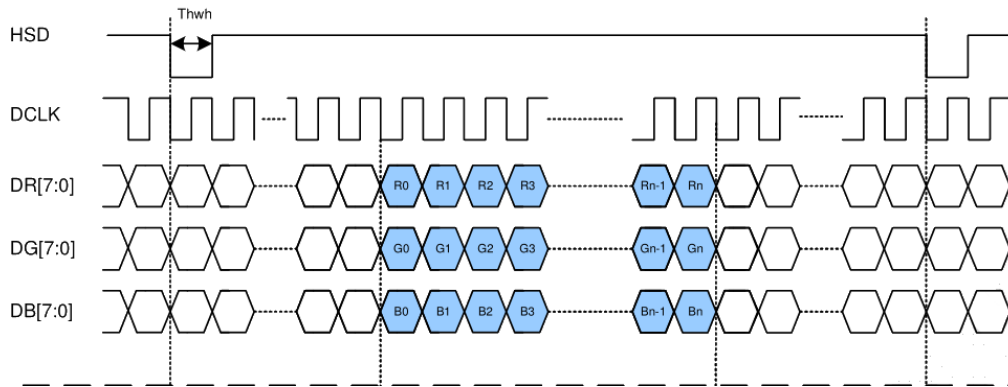 Thwh
HSD
DCLK
DR[7:0] R0 R1 R2 R3 Rn-1 Rn
DG[7:0] G0 G1 G2 G3 Gn-1 Gn
DB[7:0] B0 B1 B2 B3 Bn-1 Bn